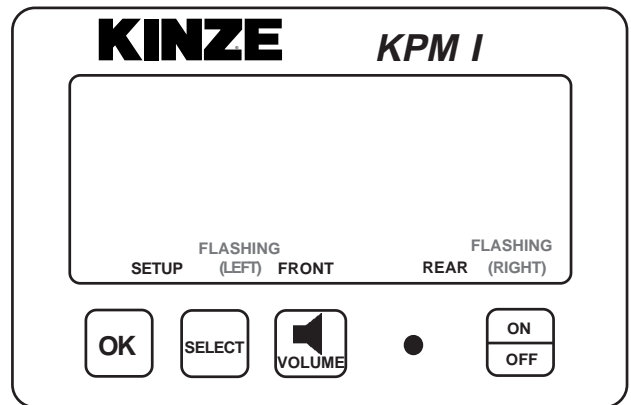 KINZE KPM I
FLASHING FLASHING
SETUP (LEFT) FRONT REAR (RIGHT)
OK SELECT VOLUME ON
OFF